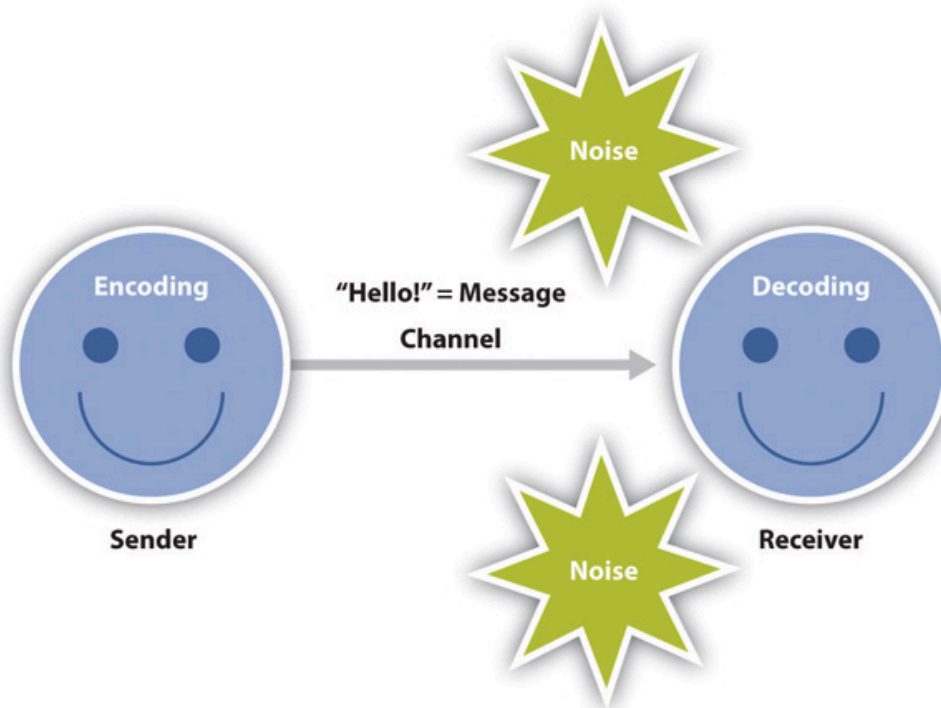 Noise
Encoding
"Hello!" = Message
Channel
Decoding
Sender
Receiver
Noise